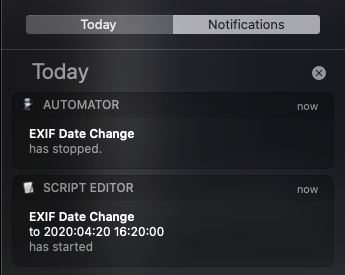 Today
Notifications
Today
AUTOMATOR
now
EXIF Date Change
has stopped.
SCRIPT EDITOR
now
EXIF Date Change
to 2020:04:20 16:20:00
has started